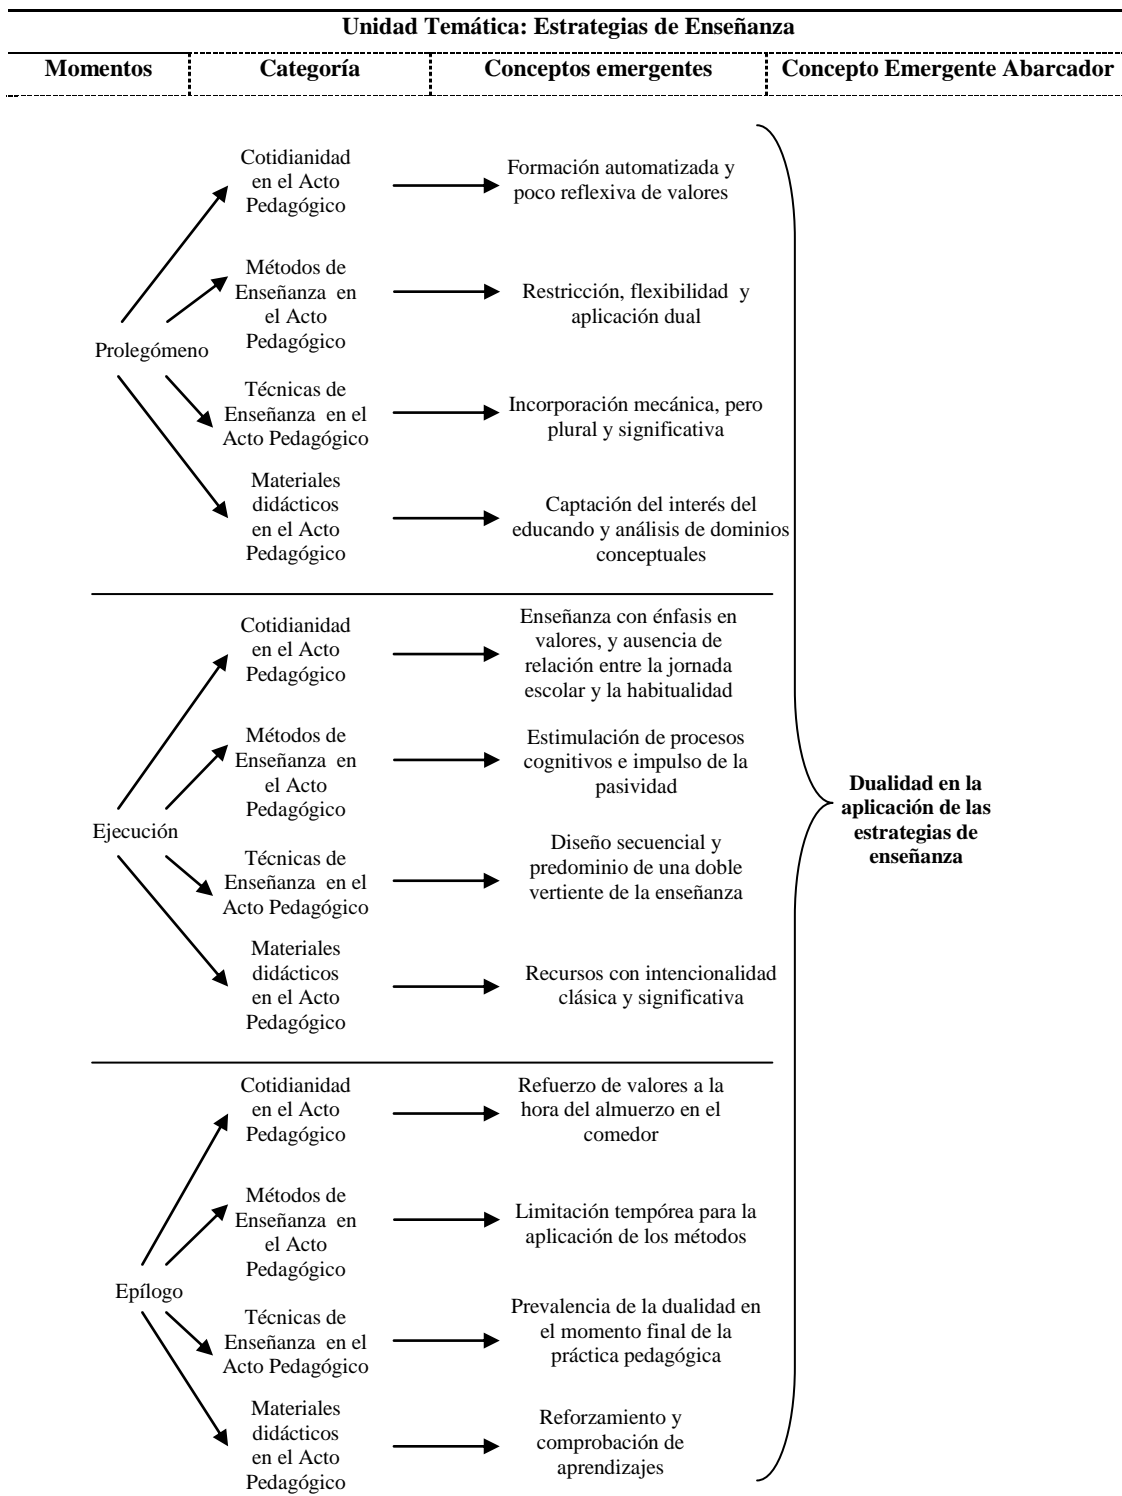 Unidad Temática: Estrategias de Enseñanza
Momentos
Categoría
Conceptos emergentes
Concepto Emergente Abarcador
Prolegómeno
Cotidianidad
en el Acto
Pedagógico
Formación automatizada y
poco reflexiva de valores
Métodos de
Enseñanza en
el Acto
Pedagógico
Restricción, flexibilidad y
aplicación dual
Técnicas de
Enseñanza en el
Acto Pedagógico
Incorporación mecánica, pero
plural y significativa
Materiales
didácticos
en el Acto
Pedagógico
Captación del interés del
educando y análisis de dominios
conceptuales
Ejecución
Cotidianidad
en el Acto
Pedagógico
Enseñanza con énfasis en
valores, y ausencia de
relación entre la jornada
escolar y la habitualidad
Métodos de
Enseñanza en
el Acto
Pedagógico
Estimulación de procesos
cognitivos e impulso de la
pasividad
Técnicas de
Enseñanza en el
Acto Pedagógico
Diseño secuencial y
predominio de una doble
vertiente de la enseñanza
Materiales
didácticos
en el Acto
Pedagógico
Recursos con intencionalidad
clásica y significativa
Epílogo
Cotidianidad
en el Acto
Pedagógico
Refuerzo de valores a la
hora del almuerzo en el
comedor
Métodos de
Enseñanza en
el Acto
Pedagógico
Limitación tempórea para la
aplicación de los métodos
Técnicas de
Enseñanza en el
Acto Pedagógico
Prevalencia de la dualidad en
el momento final de la
práctica pedagógica
Materiales
didácticos
en el Acto
Pedagógico
Reforzamiento y
comprobación de
aprendizajes
Dualidad en la
aplicación de las
estrategias de
enseñanza